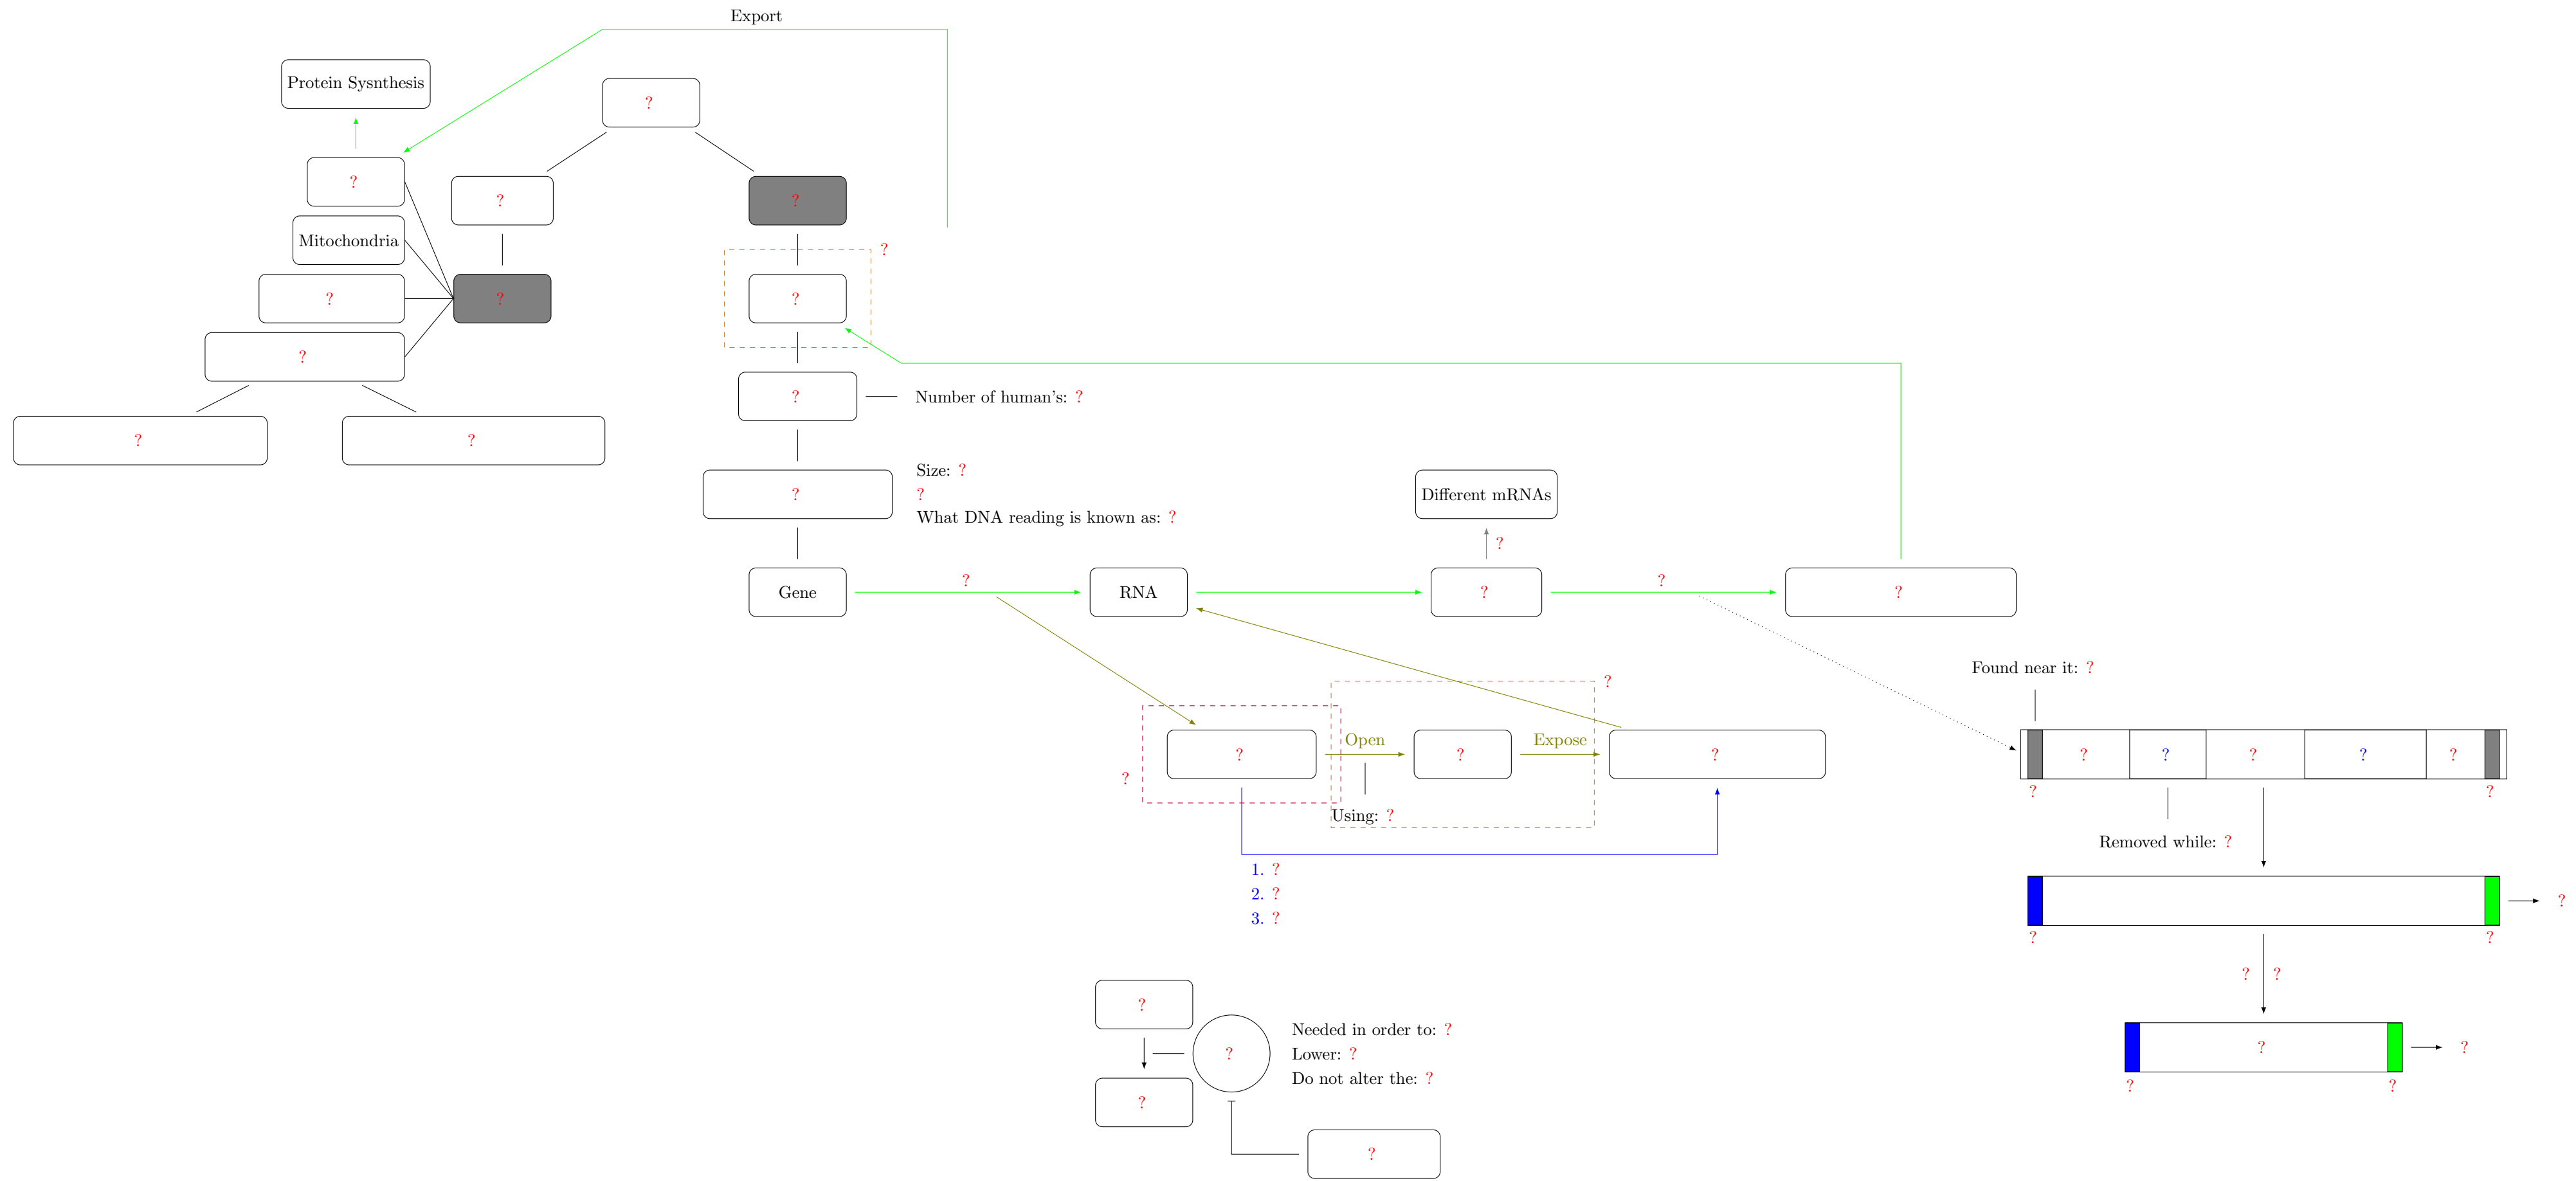 Export
Protein Sysnthesis
?
?
?
?
Mitochondria
?
?
?
?
?
?
Number of human's: ?
?
?
Size: ?
?
?
What DNA reading is known as: ?
Different mRNAs
?
Gene
?
RNA
?
?
?
Found near it: ?
?
?
Open
?
Expose
?
?
Using: ?
?
?
?
?
?
?
?
Removed while: ?
1. ?
2. ?
3. ?
?
?
?
? ?
?
Needed in order to: ?
?
Lower: ?
Do not alter the: ?
?
?
?
?
?
?